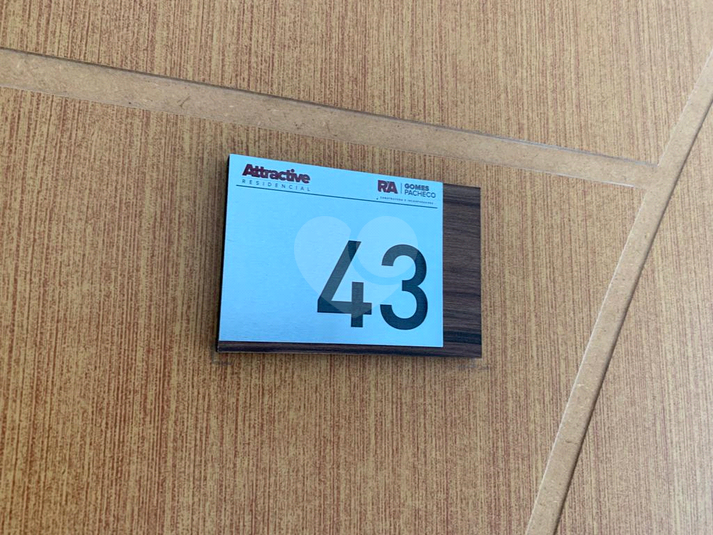 Attractive
RESIDENCIAL
RA GOMES
PACHECO
43